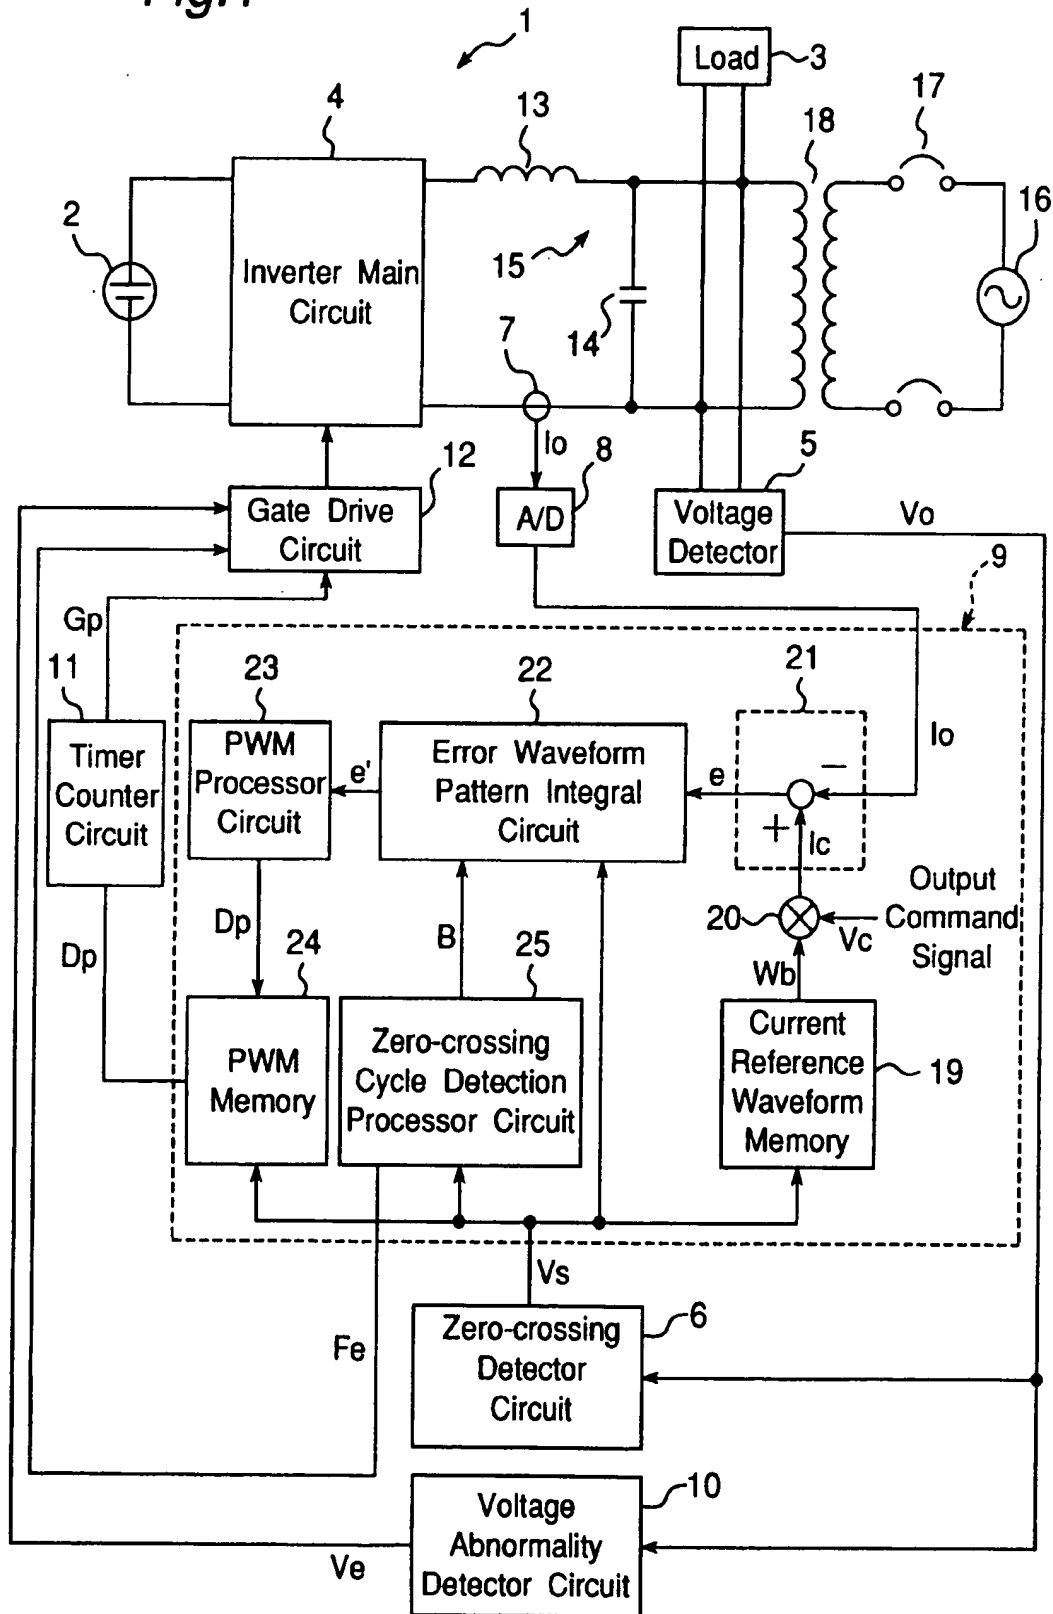 Fig.1
1
Load
3
4
13
18
17
2
16
Inverter Main
Circuit
15
14
7
Io
8
5
12
Gate Drive
Circuit
A/D
Voltage
Detector
Vo
9
Gp
11
23
22
21
Timer
Counter
Circuit
PWM
Processor
Circuit
e'
Error Waveform
Pattern Integral
Circuit
e
−
+
Ic
Io
Output
Command
Signal
20
Vc
Wb
Dp
Dp
B
24
25
PWM
Memory
Zero-crossing
Cycle Detection
Processor Circuit
Current
Reference
Waveform
Memory
19
Vs
Fe
Zero-crossing
Detector
Circuit
6
Voltage
Abnormality
Detector Circuit
10
Ve